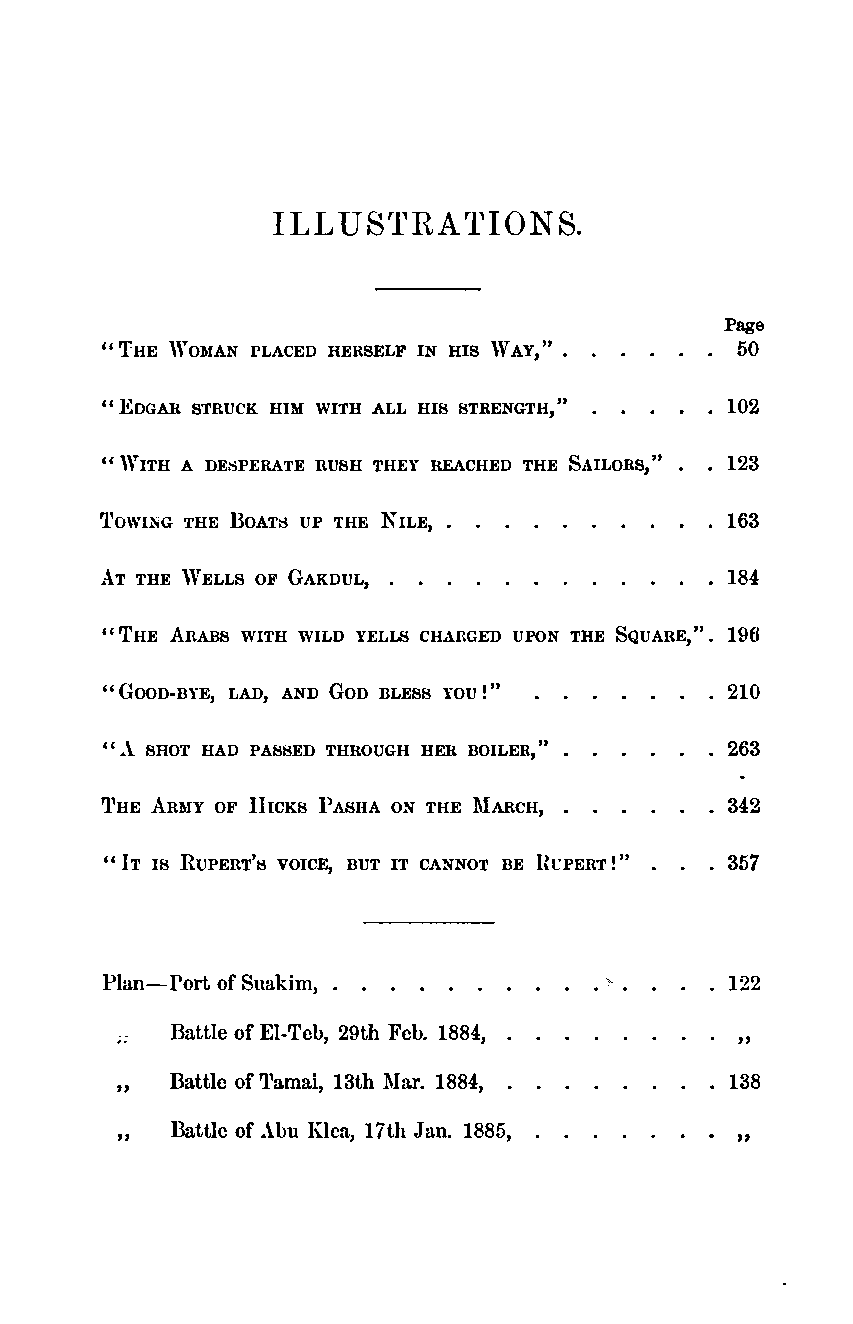 ILLUSTRATIONS.
Page
"The Woman placed herself in his Way," . . . . . . 50
"Edgar struck him with all his strength," . . . . . 102
"With a desperate rush they reached the Sailors," . . 123
Towing the Boats up the Nile, . . . . . . . . . . 163
At the Wells of Gakdul, . . . . . . . . . . . . 184
"The Arabs with wild yells charged upon the Square,". 196
"Good-bye, lad, and God bless you!" . . . . . . . 210
"A shot had passed through her boiler," . . . . . . 263
The Army of Hicks Pasha on the March, . . . . . . 342
"It is Rupert's voice, but it cannot be Rupert!" . . . 357
Plan—Port of Suakim, . . . . . . . . . . . . . . 122
„ Battle of El-Teb, 29th Feb. 1884, . . . . . . . . „
„ Battle of Tamai, 13th Mar. 1884, . . . . . . . . 138
„ Battle of Abu Klea, 17th Jan. 1885, . . . . . . . „